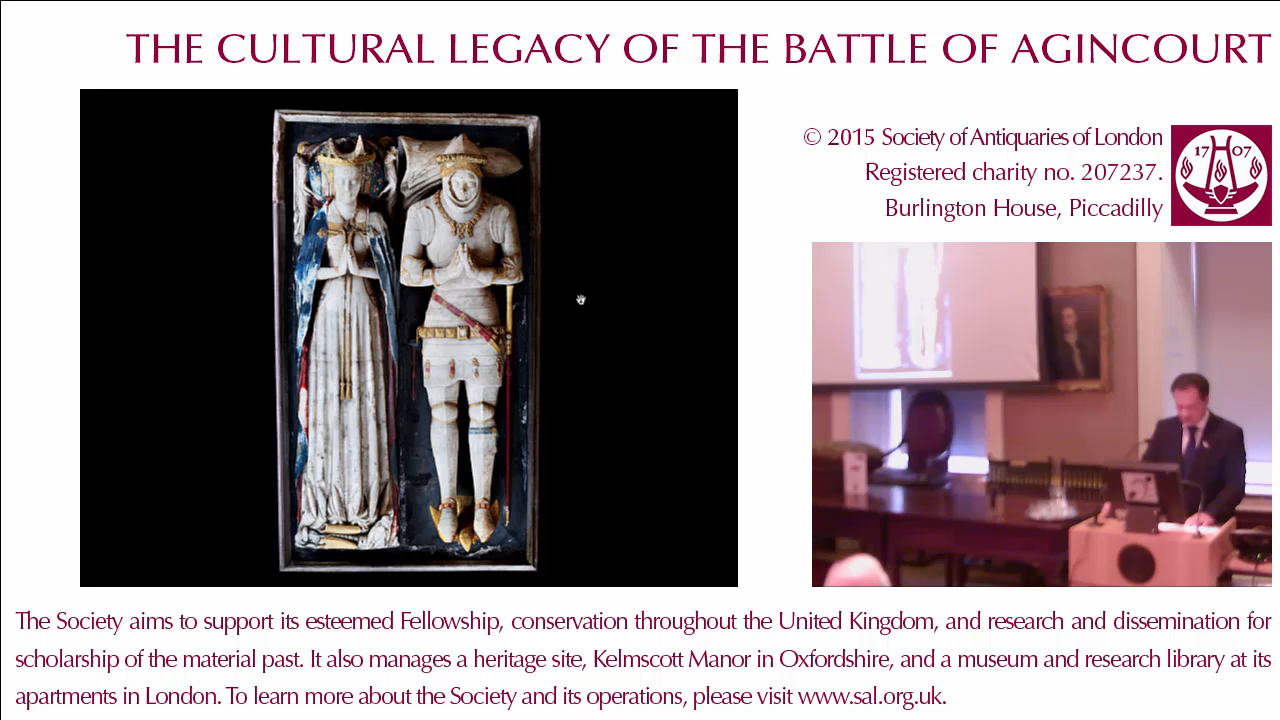 THE CULTURAL LEGACY OF THE BATTLE OF AGINCOURT
© 2015 Society of Antiquaries of London
Registered charity no. 207237.
Burlington House, Piccadilly
17 07
The Society aims to support its esteemed Fellowship, conservation throughout the United Kingdom, and research and dissemination for
scholarship of the material past. It also manages a heritage site, Kelmscott Manor in Oxfordshire, and a museum and research library at its
apartments in London. To learn more about the Society and its operations, please visit www.sal.org.uk.